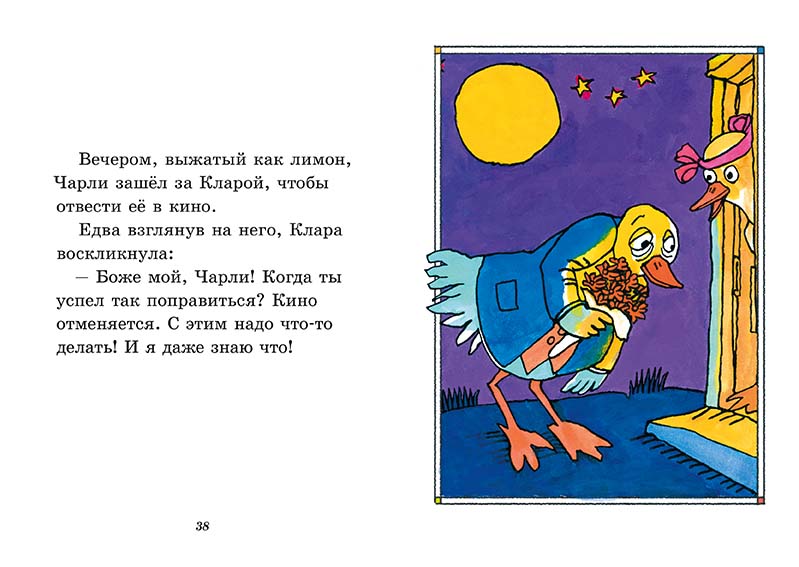 Вечером, выжатый как лимон,
Чарли зашёл за Кларой, чтобы
отвести её в кино.
Едва взглянув на него, Клара
воскликнула:
— Боже мой, Чарли! Когда ты
успел так поправиться? Кино
отменяется. С этим надо что-то
делать! И я даже знаю что!
38